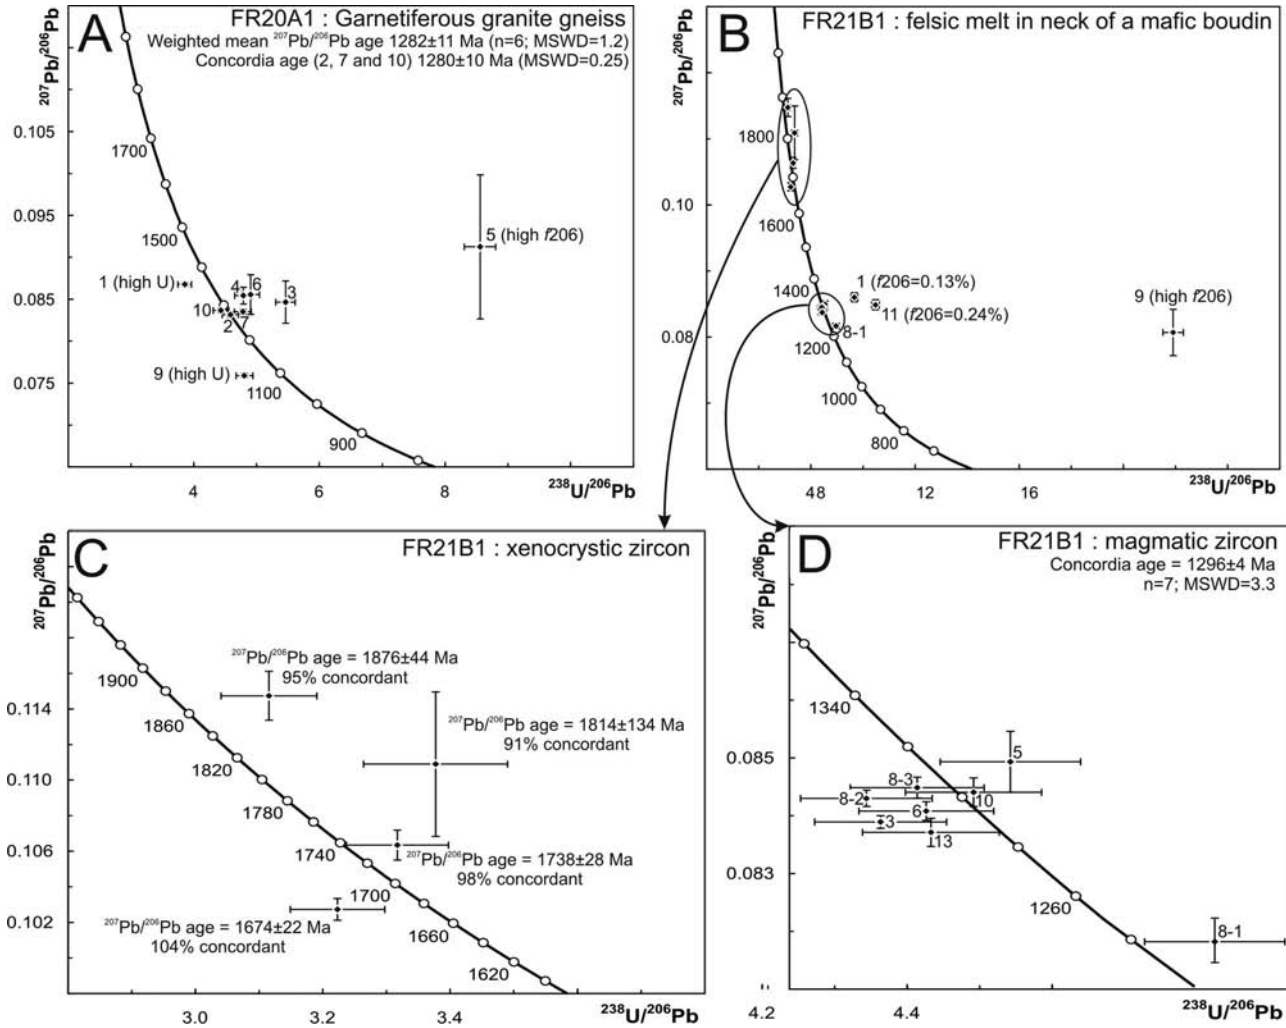 A
FR20A1 : Garnetiferous granite gneiss
Weighted mean ²⁰⁷Pb/²⁰⁶Pb age 1282±11 Ma (n=6; MSWD=1.2)
Concordia age (2, 7 and 10) 1280±10 Ma (MSWD=0.25)
²⁰⁷Pb/²⁰⁶Pb
0.105
0.095
0.085
0.075
1700
1500
1100
900
1 (high U)
4
6
3
5 (high f206)
10
2
7
9 (high U)
4
6
8
²³⁸U/²⁰⁶Pb
B
FR21B1 : felsic melt in neck of a mafic boudin
²⁰⁷Pb/²⁰⁶Pb
0.10
0.08
1800
1600
1400
1200
1000
800
1 (f206=0.13%)
11 (f206=0.24%)
8-1
9 (high f206)
48
12
16
²³⁸U/²⁰⁶Pb
C
FR21B1 : xenocrystic zircon
²⁰⁷Pb/²⁰⁶Pb
0.114
0.110
0.106
0.102
1900
1860
1820
1780
1740
1700
1660
1620
²⁰⁷Pb/²⁰⁶Pb age = 1876±44 Ma
95% concordant
²⁰⁷Pb/²⁰⁶Pb age = 1814±134 Ma
91% concordant
²⁰⁷Pb/²⁰⁶Pb age = 1738±28 Ma
98% concordant
²⁰⁷Pb/²⁰⁶Pb age = 1674±22 Ma
104% concordant
3.0
3.2
3.4
²³⁸U/²⁰⁶Pb
D
FR21B1 : magmatic zircon
Concordia age = 1296±4 Ma
n=7; MSWD=3.3
²⁰⁷Pb/²⁰⁶Pb
0.085
0.083
1340
1260
5
8-3
10
8-2
6
3
13
8-1
4.2
4.4
²³⁸U/²⁰⁶Pb